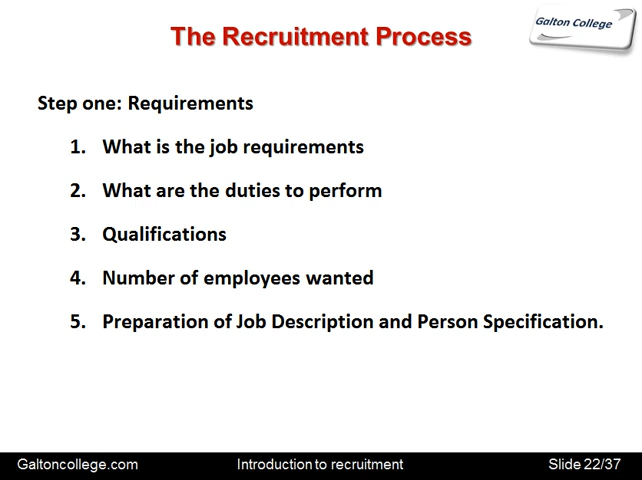 The Recruitment Process
Galton College
Step one: Requirements
1. What is the job requirements
2. What are the duties to perform
3. Qualifications
4. Number of employees wanted
5. Preparation of Job Description and Person Specification.
Galtoncollege.com Introduction to recruitment Slide 22/37